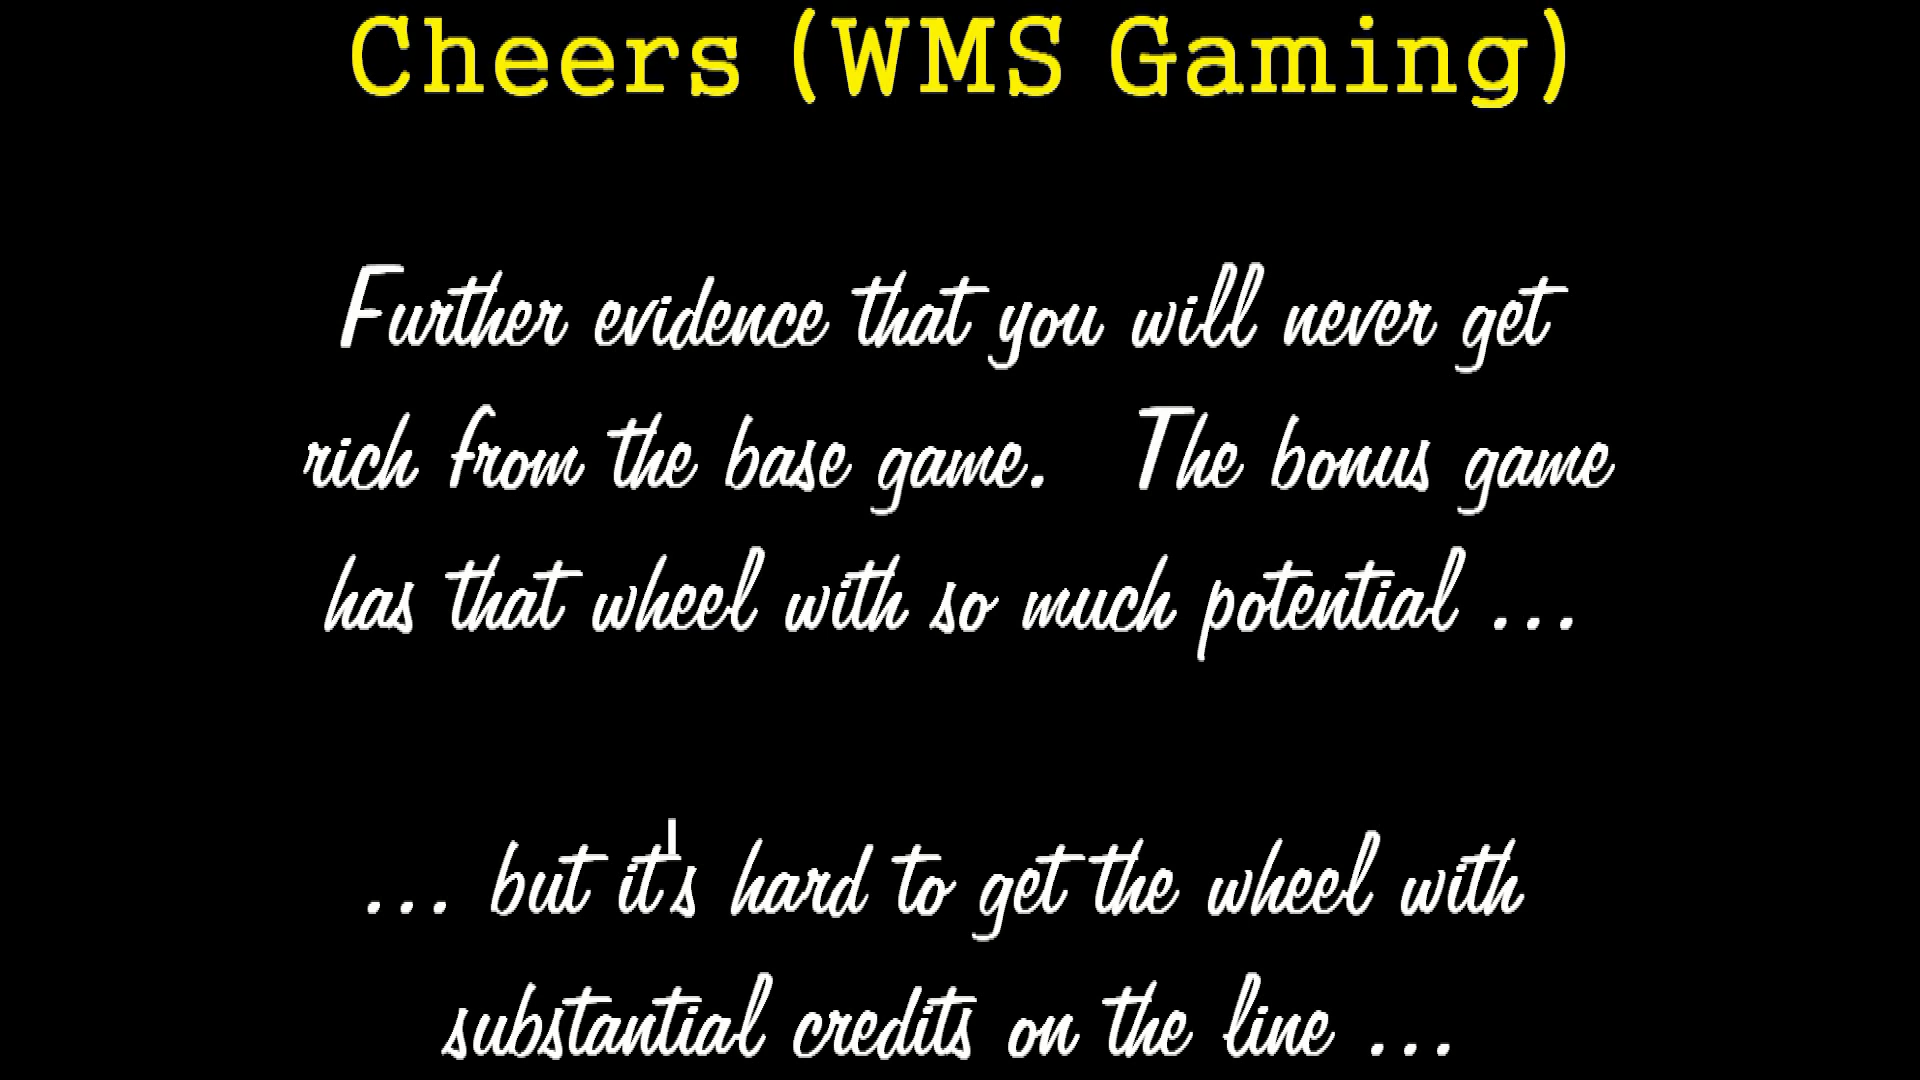 Cheers (WMS Gaming)
Further evidence that you will never get
rich from the base game. The bonus game
has that wheel with so much potential ...
... but it's hard to get the wheel with
substantial credits on the line ...